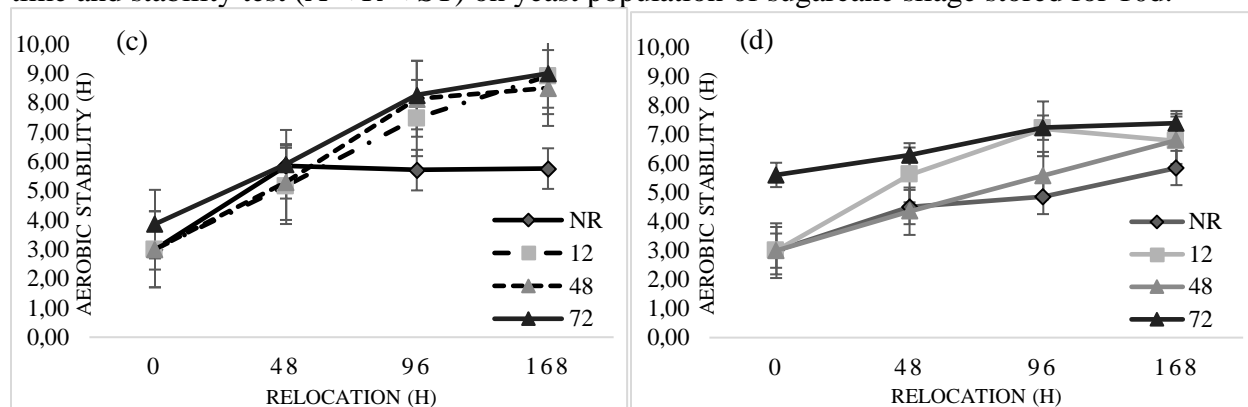 time and stability test (A × R × ST) on yeast population of sugarcane silage stored for 10d.
(c)
10,00
9,00
8,00
7,00
6,00
5,00
4,00
3,00
2,00
1,00
0,00
AEROBIC STABILITY (H)
0 48 96 168
RELOCATION (H)
NR
12
48
72
(d)
10,00
9,00
8,00
7,00
6,00
5,00
4,00
3,00
2,00
1,00
0,00
AEROBIC STABILITY (H)
0 48 96 168
RELOCATION (H)
NR
12
48
72